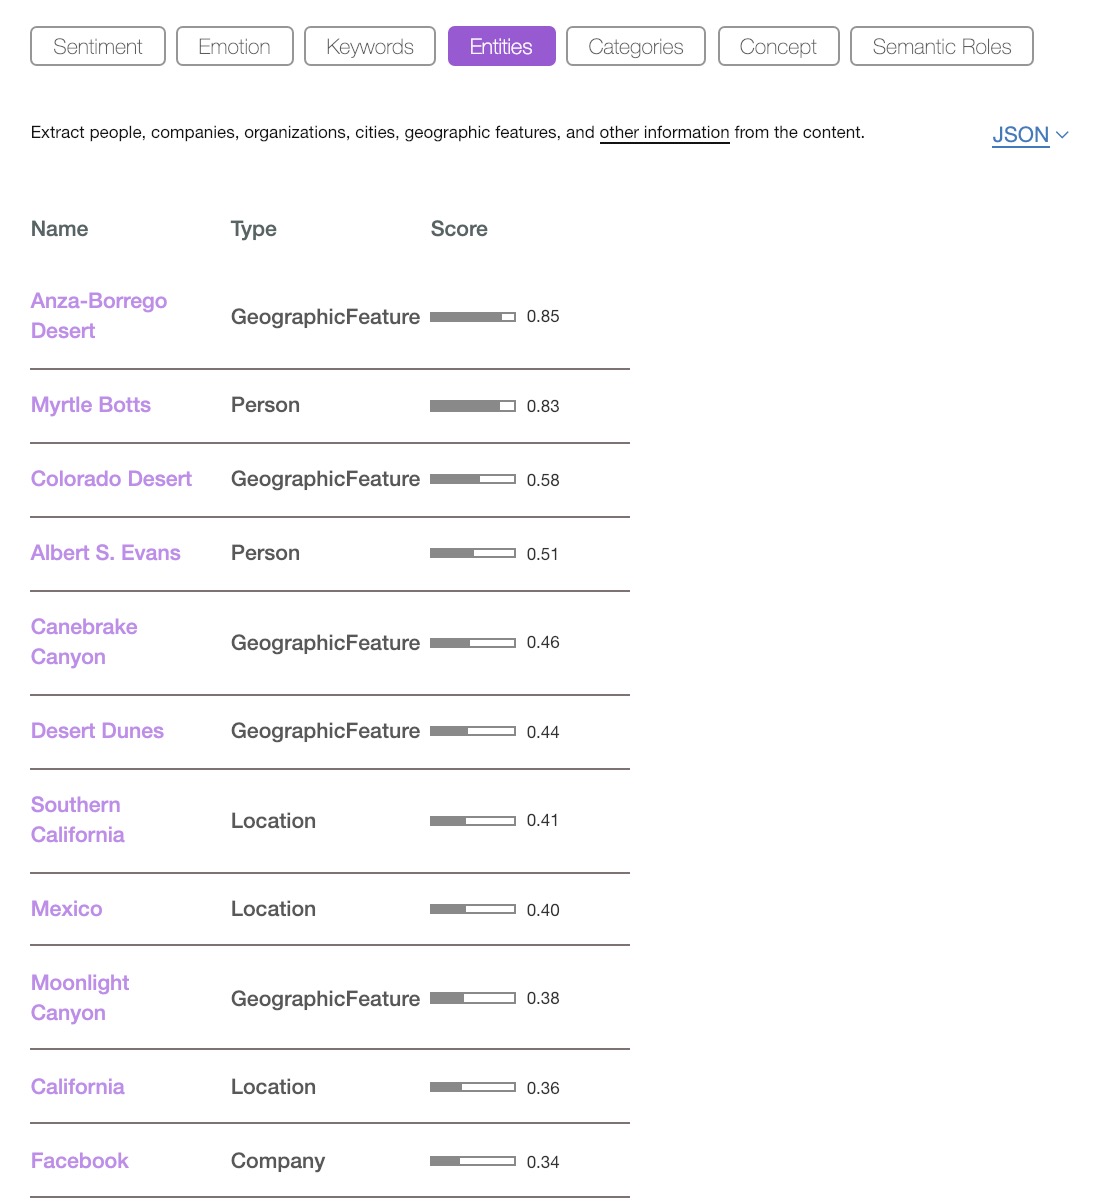 Sentiment Emotion Keywords Entities Categories Concept Semantic Roles
Extract people, companies, organizations, cities, geographic features, and other information from the content. JSON
Name Type Score
Anza-Borrego
Desert
GeographicFeature 0.85
Myrtle Botts Person 0.83
Colorado Desert GeographicFeature 0.58
Albert S. Evans Person 0.51
Canebrake
Canyon
GeographicFeature 0.46
Desert Dunes GeographicFeature 0.44
Southern
California
Location 0.41
Mexico Location 0.40
Moonlight
Canyon
GeographicFeature 0.38
California Location 0.36
Facebook Company 0.34